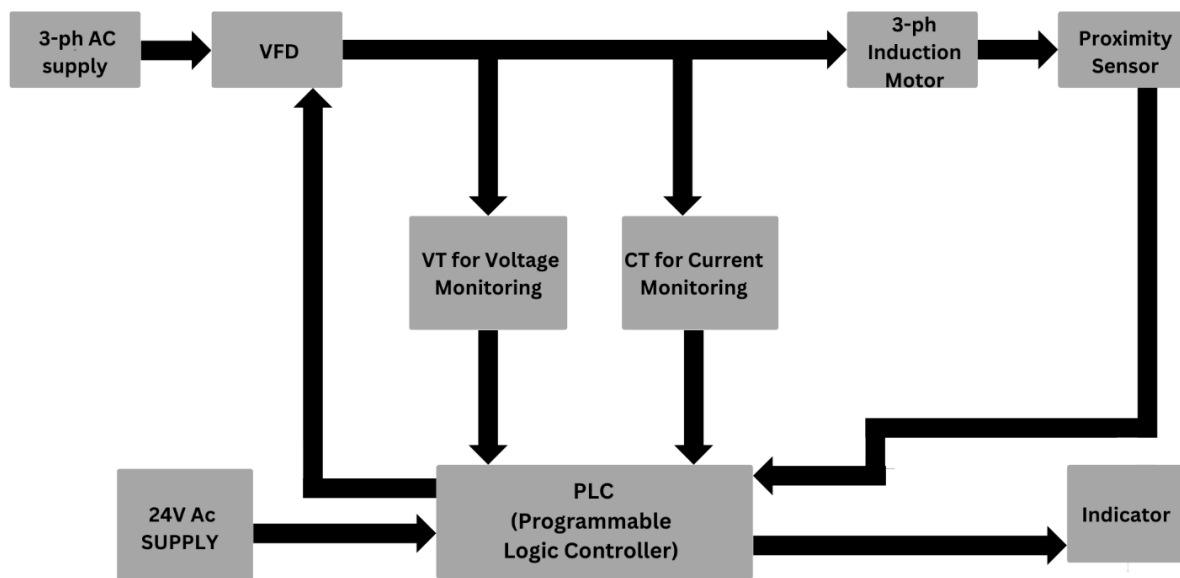 3-ph AC
supply
VFD
3-ph
Induction
Motor
Proximity
Sensor
VT for Voltage
Monitoring
CT for Current
Monitoring
24V Ac
SUPPLY
PLC
(Programmable
Logic Controller)
Indicator